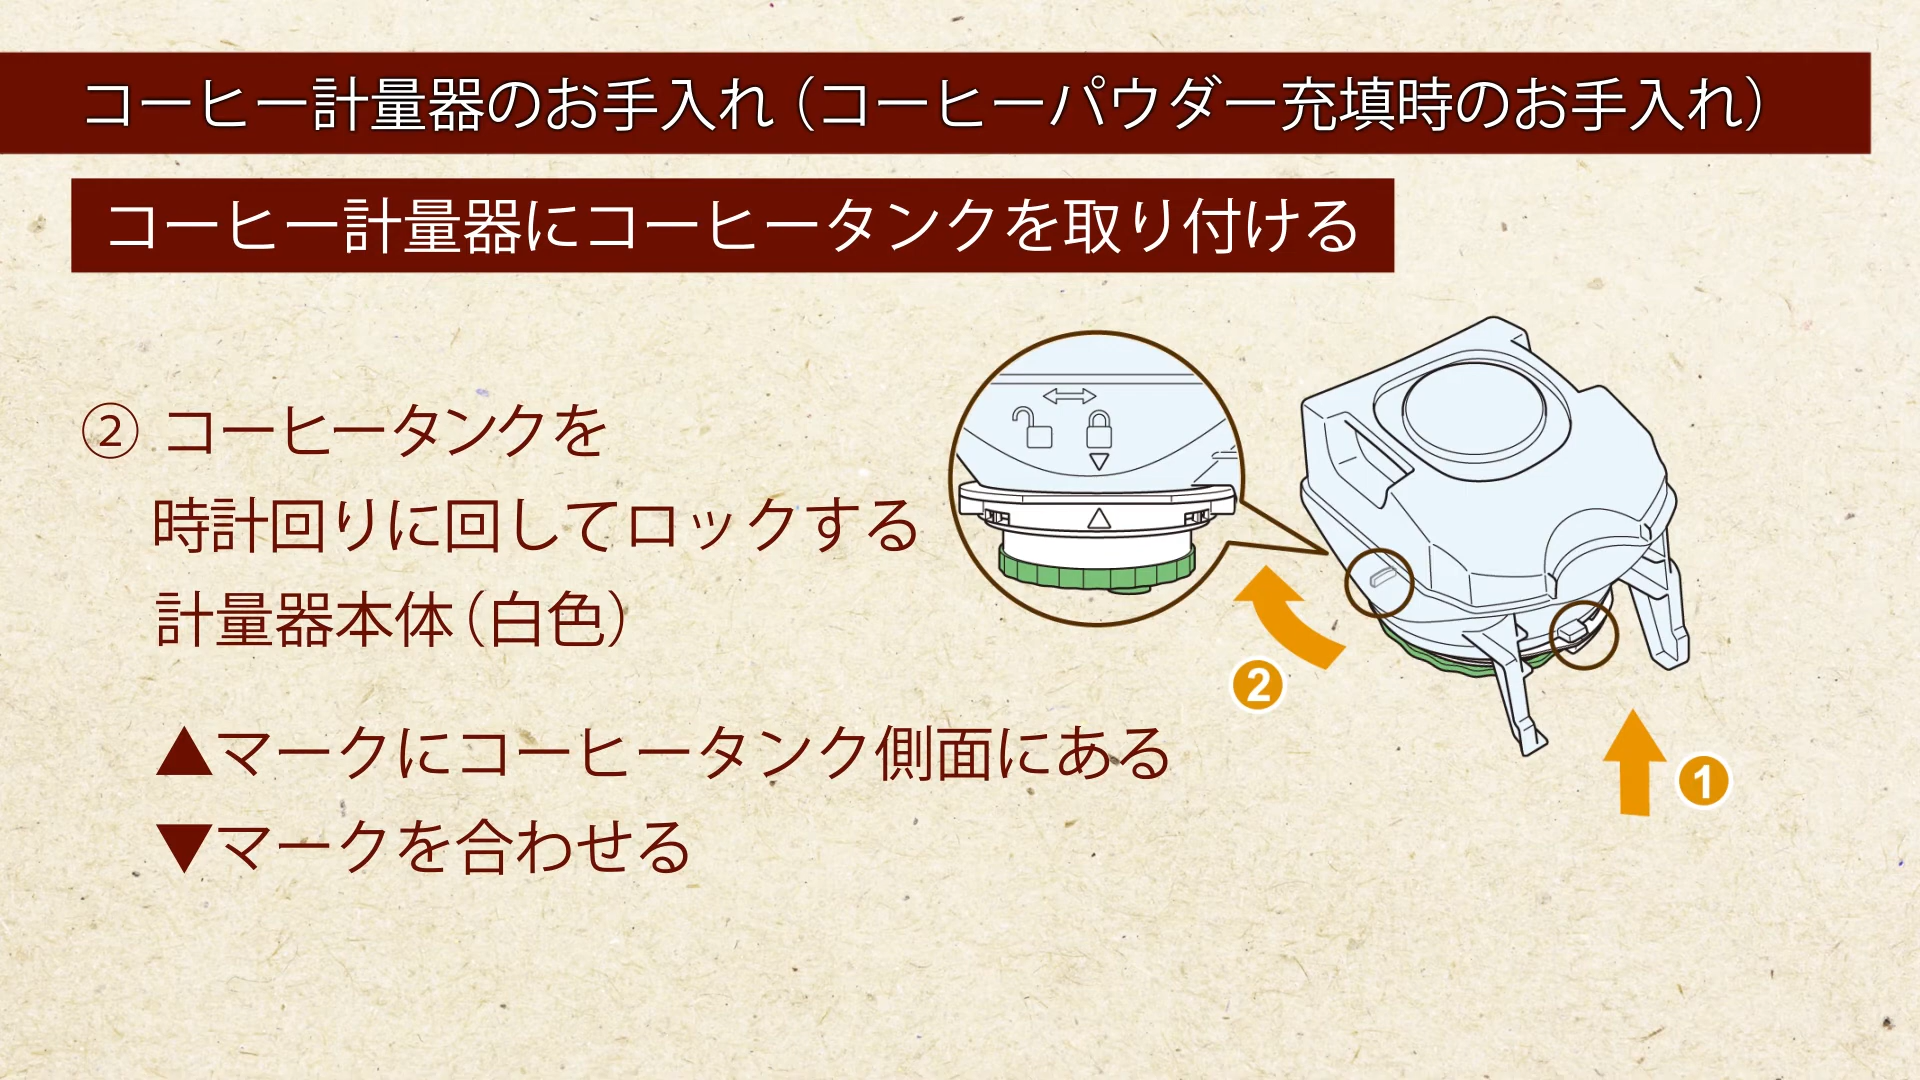 コーヒー計量器のお手入れ（コーヒーパウダー充填時のお手入れ）
コーヒー計量器にコーヒータンクを取り付ける
② コーヒータンクを
時計回りに回してロックする
計量器本体（白色）
▲マークにコーヒータンク側面にある
▼マークを合わせる
2
1